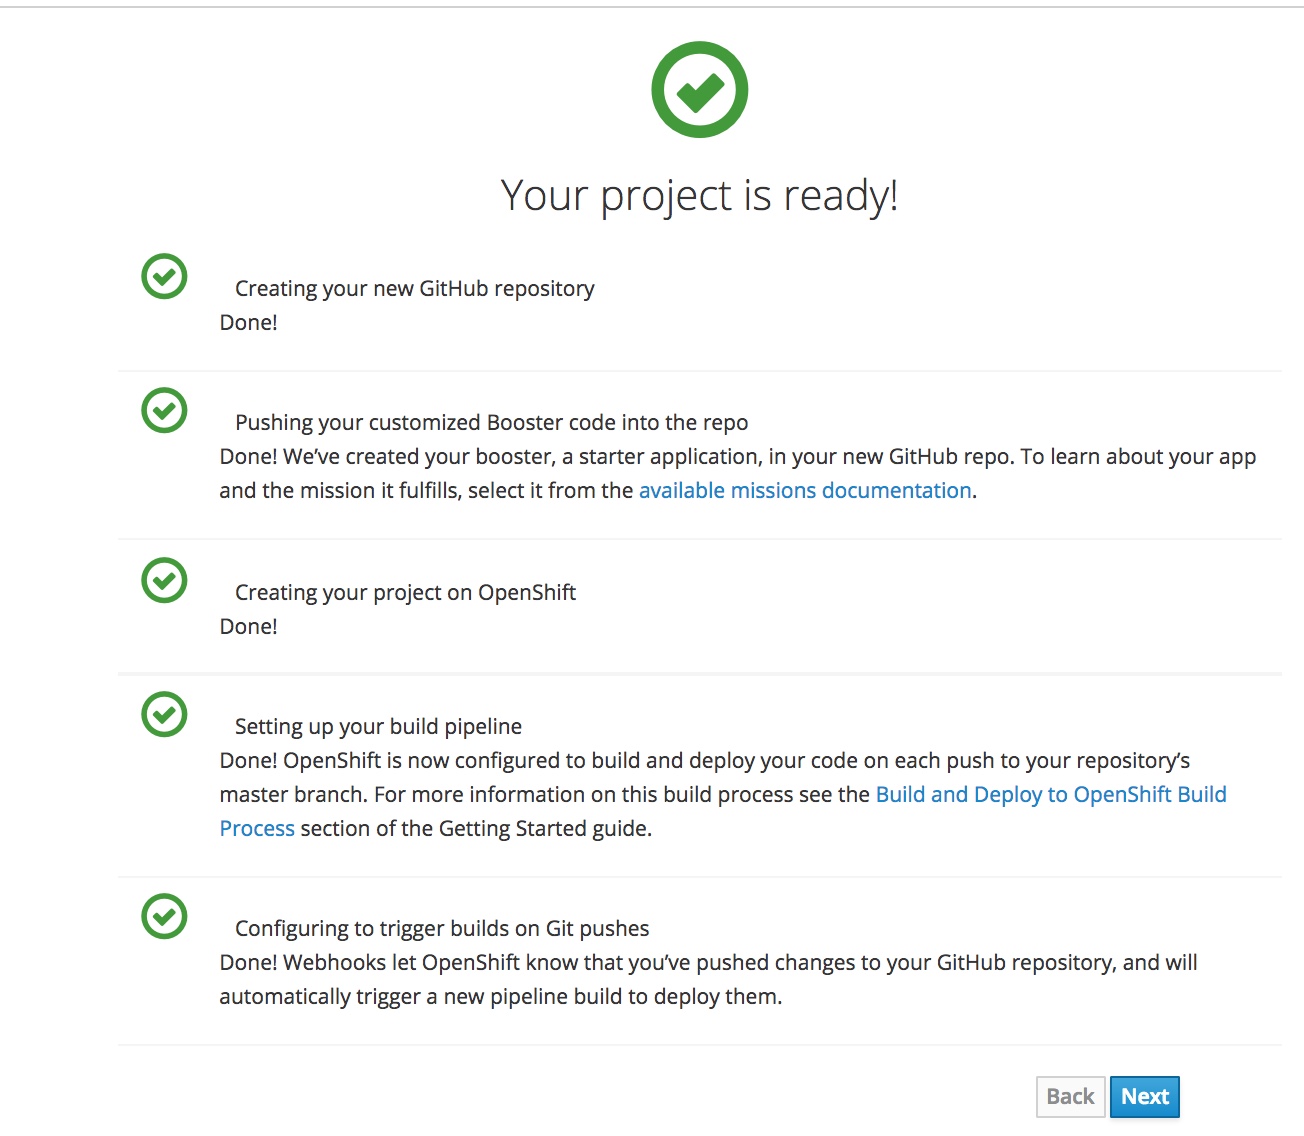 Your project is ready!
Creating your new GitHub repository
Done!
Pushing your customized Booster code into the repo
Done! We’ve created your booster, a starter application, in your new GitHub repo. To learn about your app
and the mission it fulfills, select it from the available missions documentation.
Creating your project on OpenShift
Done!
Setting up your build pipeline
Done! OpenShift is now configured to build and deploy your code on each push to your repository’s
master branch. For more information on this build process see the Build and Deploy to OpenShift Build
Process section of the Getting Started guide.
Configuring to trigger builds on Git pushes
Done! Webhooks let OpenShift know that you’ve pushed changes to your GitHub repository, and will
automatically trigger a new pipeline build to deploy them.
Back Next